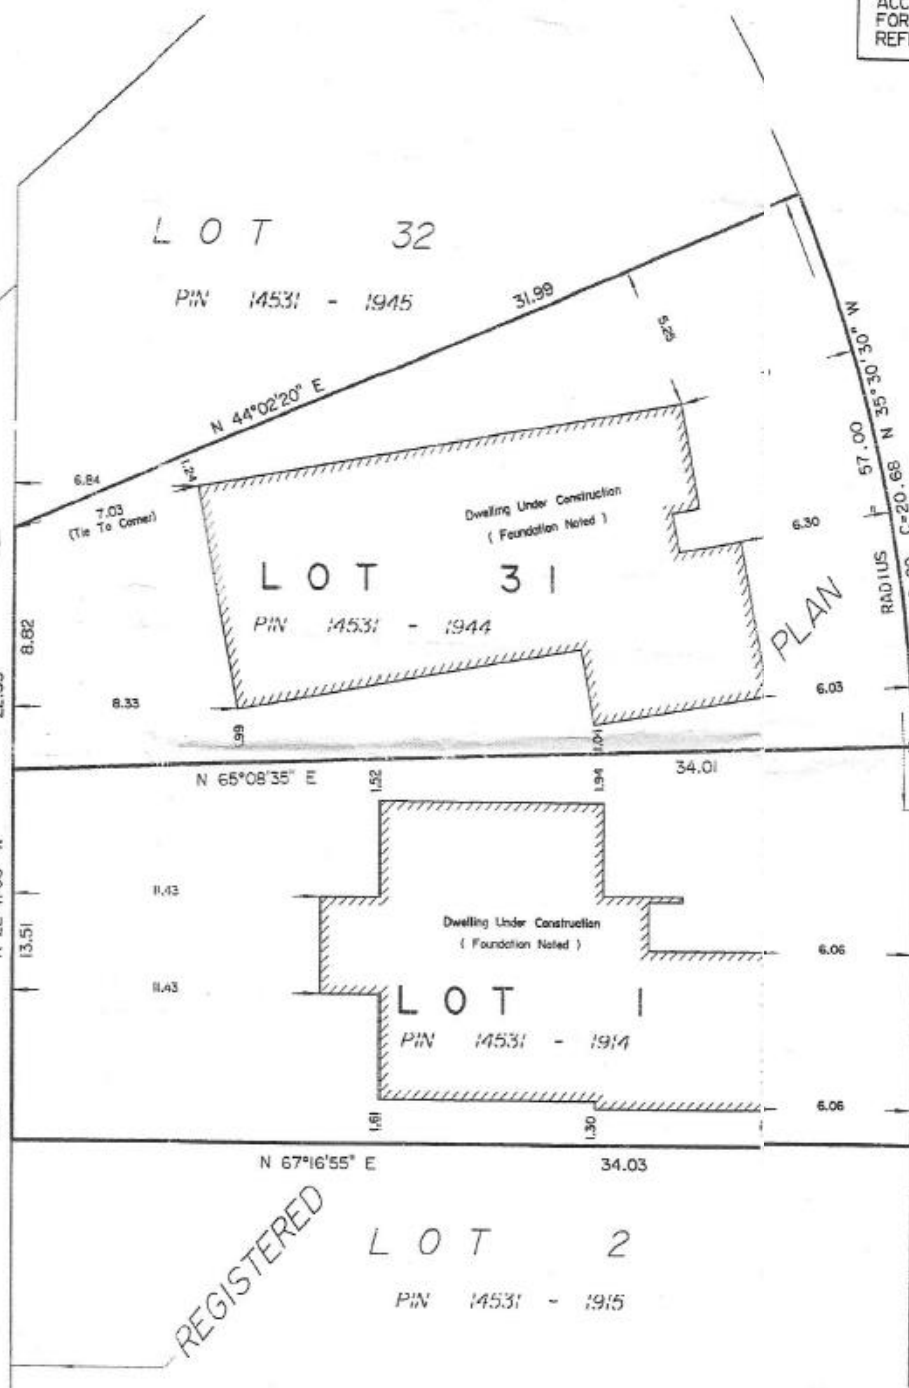 FOR
LOT 32
PIN 14531 - 1945
31.99
N 44°02'20" E
5.25
1.24
6.84
7.03
(Tie To Corner)
Dwelling Under Construction
( Foundation Noted )
LOT 31
PIN 14531 - 1944
6.30
RADIUS = 57.00
C=20.68 N 35°30'30" W
PLAN
8.82
8.33
6.03
.99
1.01
N 65°08'35" E
34.01
1.52
1.94
11.43
Dwelling Under Construction
( Foundation Noted )
6.06
13.51
11.43
LOT 1
PIN 14531 - 1914
6.06
1.61
1.30
N 67°16'55" E
34.03
REGISTERED
LOT 2
PIN 14531 - 1915